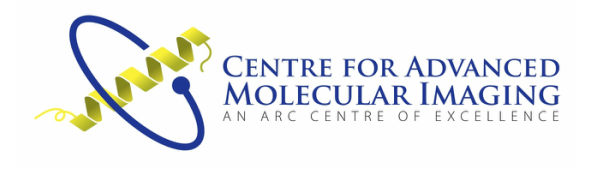 CENTRE FOR ADVANCED
MOLECULAR IMAGING
AN ARC CENTRE OF EXCELLENCE